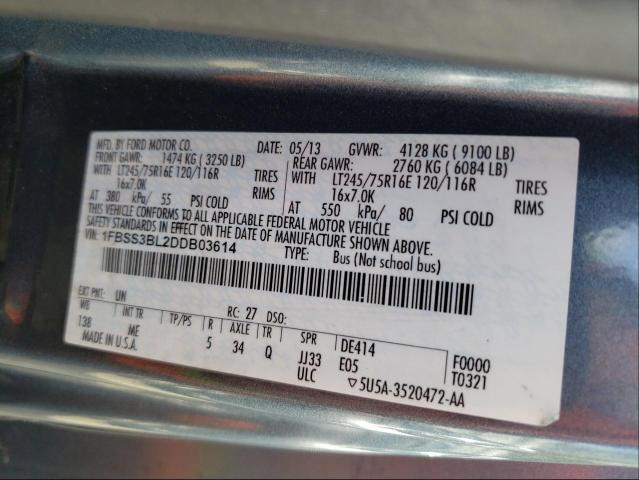 MFD. BY FORD MOTOR CO.
DATE: 05/13 GVWR: 4128 KG ( 9100 LB)
FRONT GAWR: 1474 KG ( 3250 LB) REAR GAWR: 2760 KG ( 6084 LB)
WITH LT245/75R16E 120/116R TIRES WITH LT245/75R16E 120/116R TIRES
16x7.0K RIMS 16x7.0K RIMS
AT 380 kPa/ 55 PSI COLD AT 550 kPa/ 80 PSI COLD
THIS VEHICLE CONFORMS TO ALL APPLICABLE FEDERAL MOTOR VEHICLE
SAFETY STANDARDS IN EFFECT ON THE DATE OF MANUFACTURE SHOWN ABOVE.
VIN: 1FBSS3BL2DDB03614 TYPE: Bus (Not school bus)
EXT PNT: UN RC: 27 DSO:
WB INT TR TP/PS R AXLE TR SPR DE414 F0000
138 ME 5 34 Q JJ33 E05 T0321
MADE IN U.S.A. ULC ▽5U5A-3520472-AA